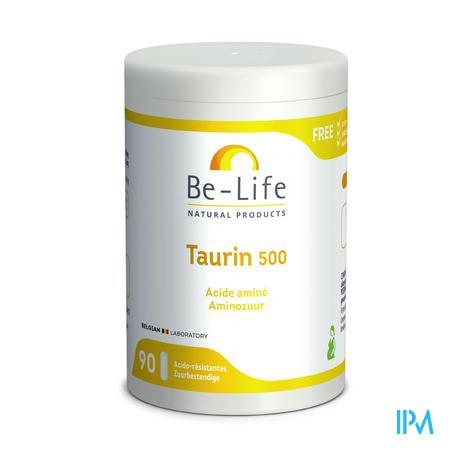 FREE
Be-Life
NATURAL PRODUCTS
Taurin 500
Acide aminé
Aminozuur
BELGIAN LABORATORY
90 Acido-résistantes
Zuurbestendige
IPM